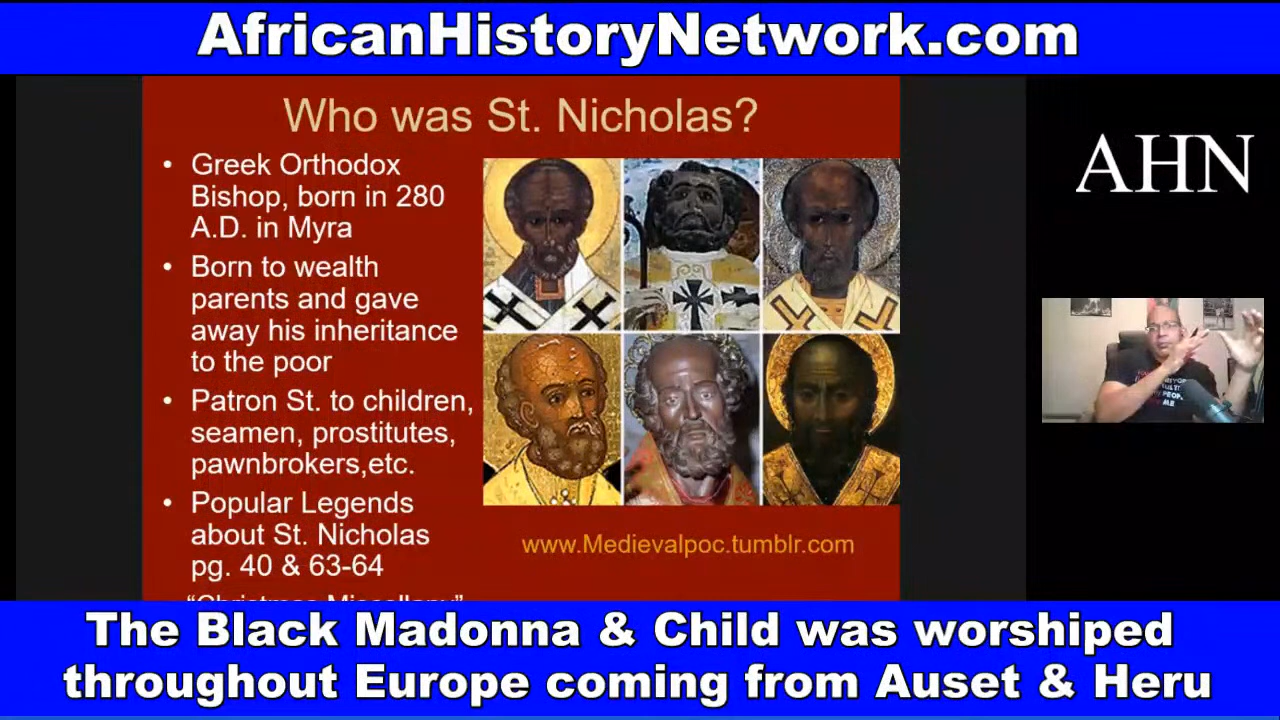 AfricanHistoryNetwork.com
Who was St. Nicholas?
• Greek Orthodox
Bishop, born in 280
A.D. in Myra
• Born to wealth
parents and gave
away his inheritance
to the poor
• Patron St. to children,
seamen, prostitutes,
pawnbrokers,etc.
• Popular Legends
about St. Nicholas
pg. 40 & 63-64
"Christmas Miscellany"
www.Medievalpoc.tumblr.com
AHN
The Black Madonna & Child was worshiped
throughout Europe coming from Auset & Heru